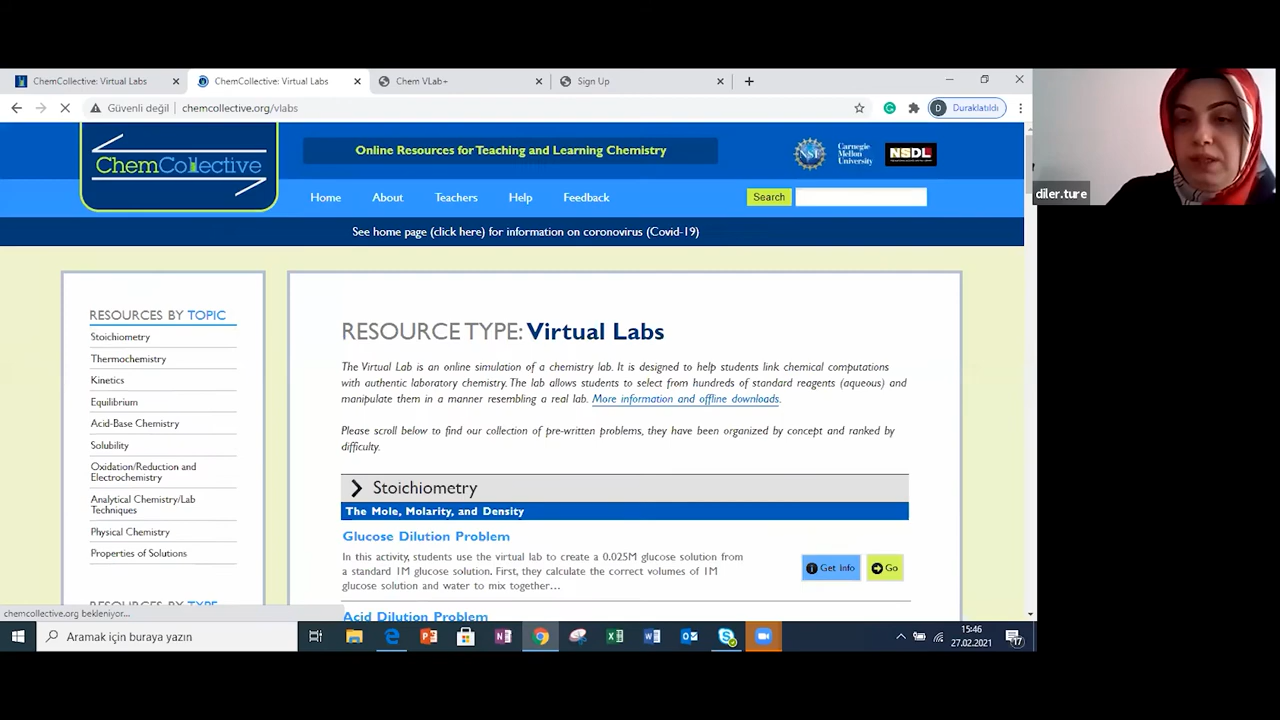 ChemCollective: Virtual Labs
ChemCollective: Virtual Labs
Chem VLab+
Sign Up
Güvenli değil
chemcollective.org/vlabs
D
Duraklatıldı
ChemCollective
Online Resources for Teaching and Learning Chemistry
NSF
Carnegie
Mellon
University
NSDL
Home
About
Teachers
Help
Feedback
Search
See home page (click here) for information on coronovirus (Covid-19)
diler.ture
RESOURCES BY TOPIC
Stoichiometry
Thermochemistry
Kinetics
Equilibrium
Acid-Base Chemistry
Solubility
Oxidation/Reduction and
Electrochemistry
Analytical Chemistry/Lab
Techniques
Physical Chemistry
Properties of Solutions
RESOURCES BY TYPE
RESOURCE TYPE: Virtual Labs
The Virtual Lab is an online simulation of a chemistry lab. It is designed to help students link chemical computations
with authentic laboratory chemistry. The lab allows students to select from hundreds of standard reagents (aqueous) and
manipulate them in a manner resembling a real lab. More information and offline downloads.
Please scroll below to find our collection of pre-written problems, they have been organized by concept and ranked by
difficulty.
Stoichiometry
The Mole, Molarity, and Density
Glucose Dilution Problem
In this activity, students use the virtual lab to create a 0.025M glucose solution from
a standard 1M glucose solution. First, they calculate the correct volumes of 1M
glucose solution and water to mix together...
Get Info
Go
Acid Dilution Problem
chemcollective.org bekleniyor...
Aramak için buraya yazın
15:46
27.02.2021
17